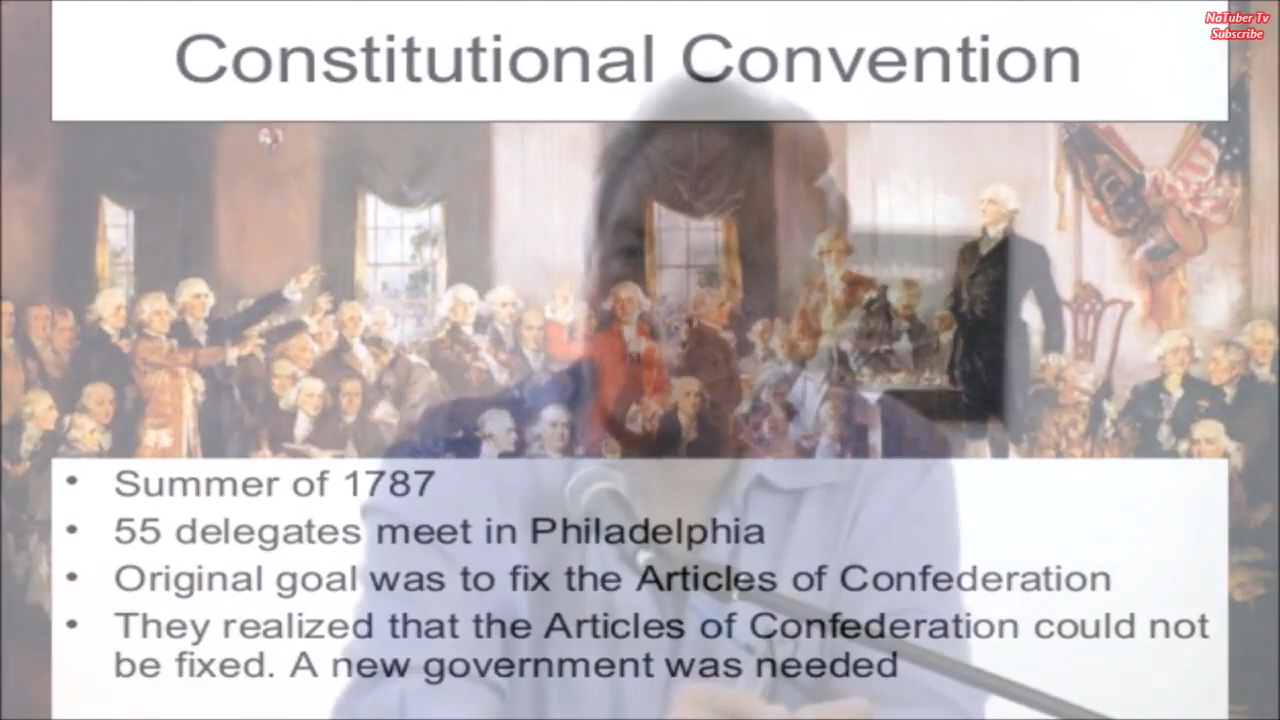 NaTuber Tv
Subscribe
Constitutional Convention
• Summer of 1787
• 55 delegates meet in Philadelphia
• Original goal was to fix the Articles of Confederation
• They realized that the Articles of Confederation could not
be fixed. A new government was needed